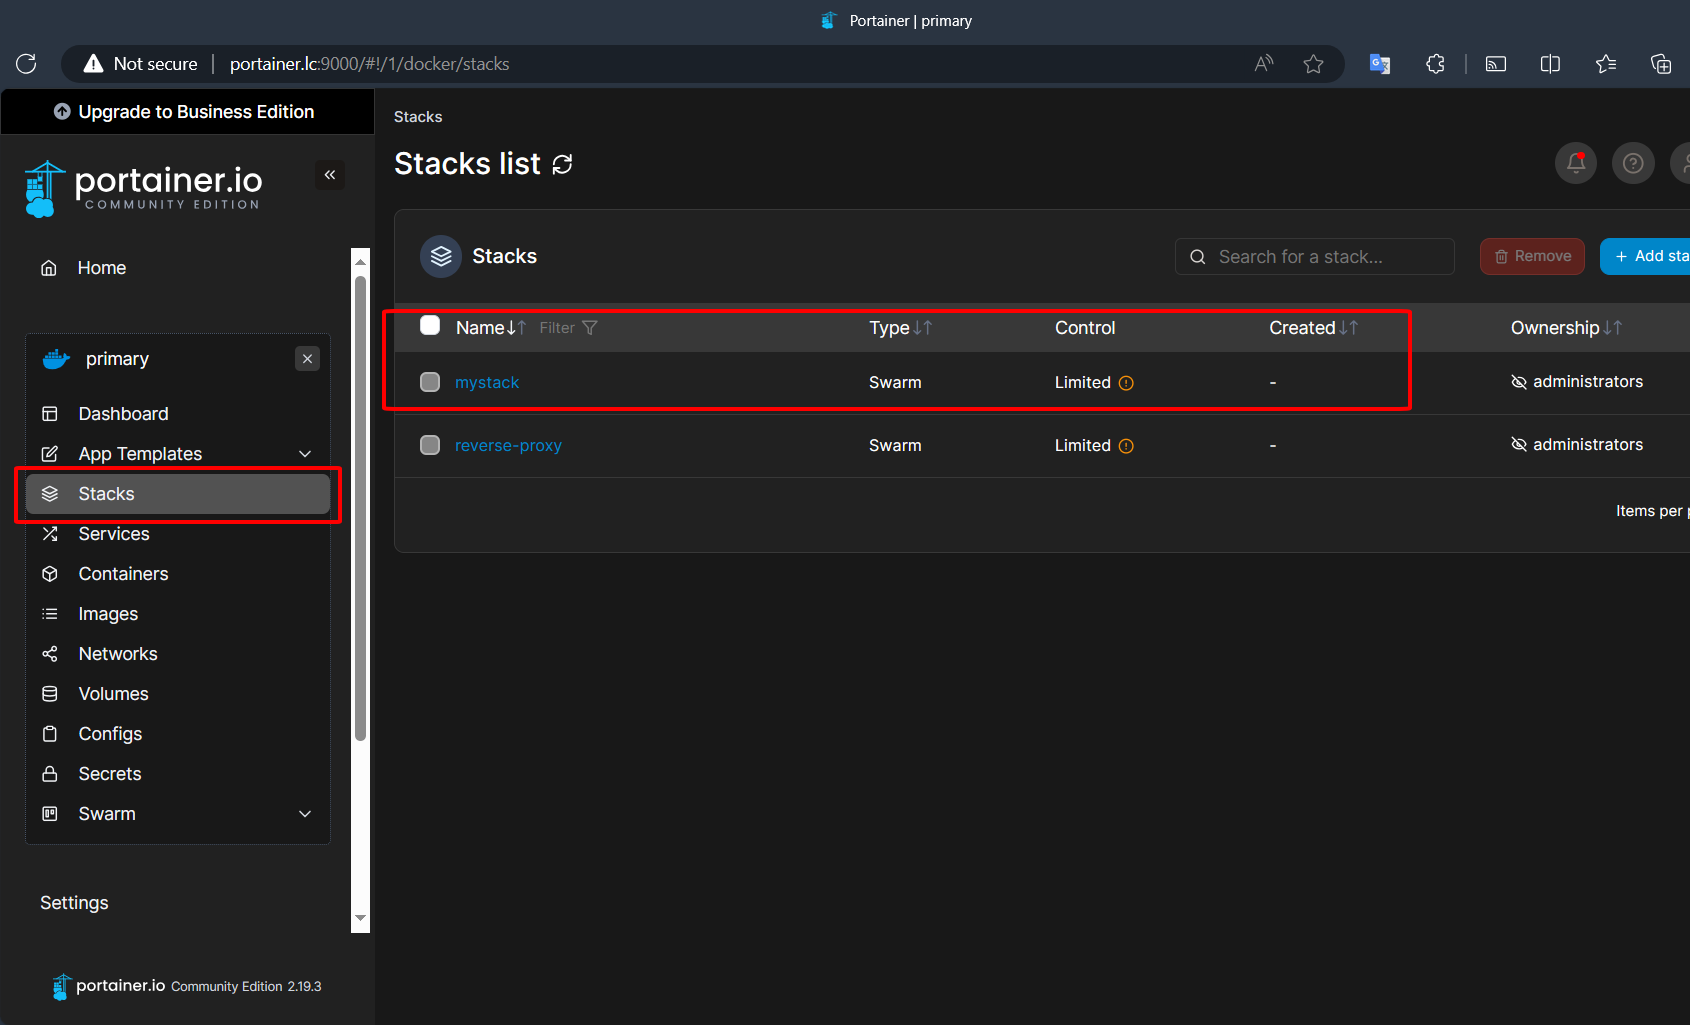 Portainer | primary
Not secure | portainer.lc:9000/#!/1/docker/stacks
Upgrade to Business Edition
portainer.io
COMMUNITY EDITION
Home
primary
Dashboard
App Templates
Stacks
Services
Containers
Images
Networks
Volumes
Configs
Secrets
Swarm
Settings
portainer.io Community Edition 2.19.3
Stacks
Stacks list
Stacks
Search for a stack...
Remove
+ Add sta
Name Filter Type Control Created Ownership
mystack Swarm Limited - administrators
reverse-proxy Swarm Limited - administrators
Items per